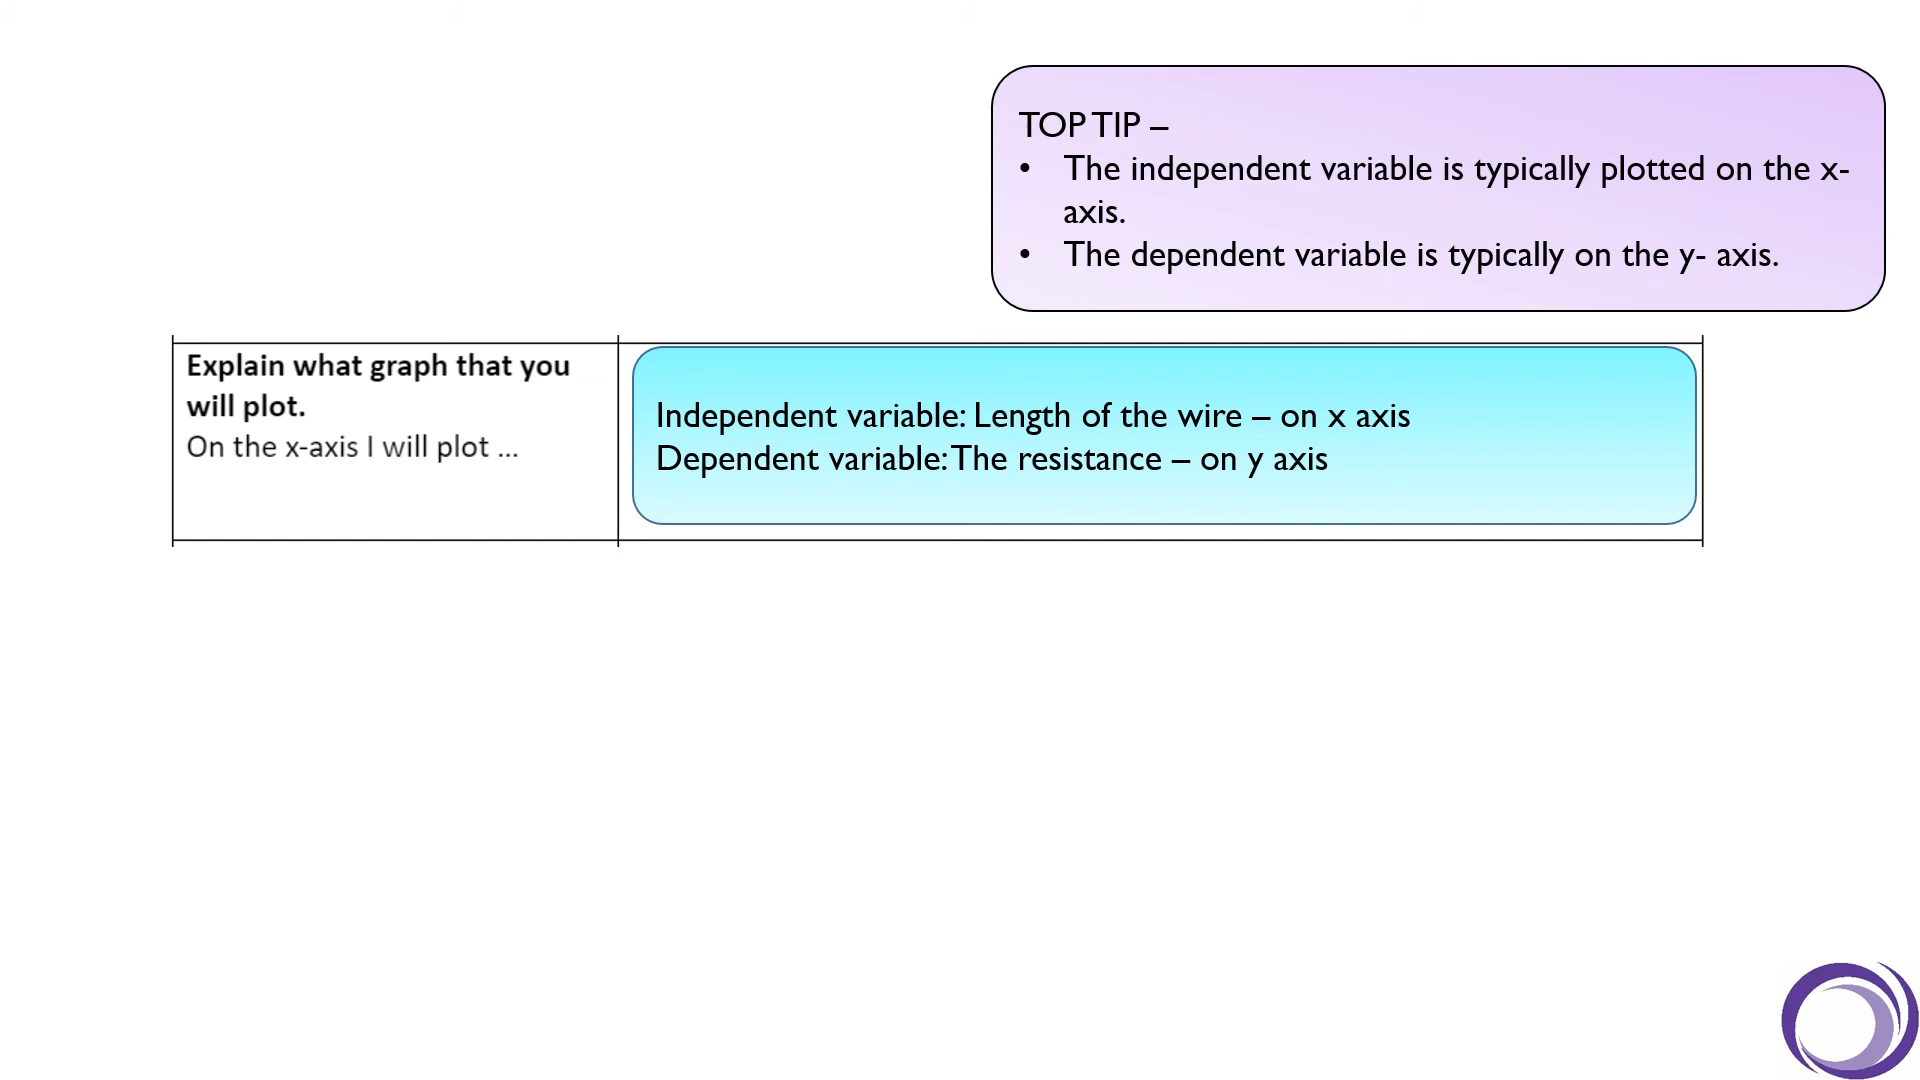 TOP TIP –
• The independent variable is typically plotted on the x-
axis.
• The dependent variable is typically on the y- axis.
Explain what graph that you
will plot.
On the x-axis I will plot ...
Independent variable: Length of the wire – on x axis
Dependent variable: The resistance – on y axis